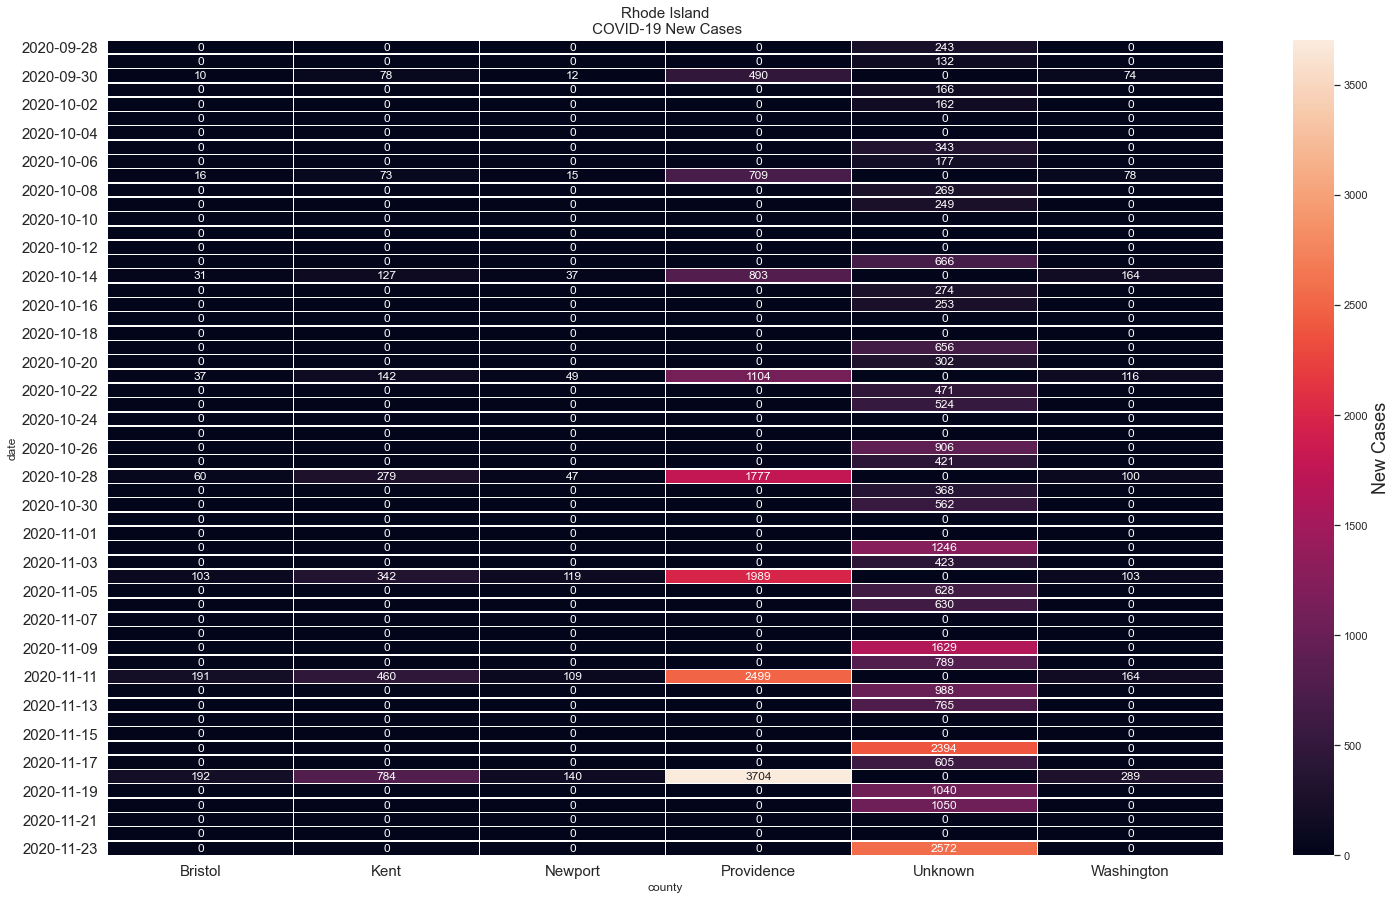 Rhode Island
COVID-19 New Cases
2020-09-28 0 0 0 0 243 0
0 0 0 0 132 0
2020-09-30 10 78 12 490 0 74
0 0 0 0 166 0
2020-10-02 0 0 0 0 162 0
0 0 0 0 0 0
2020-10-04 0 0 0 0 0 0
0 0 0 0 343 0
2020-10-06 0 0 0 0 177 0
16 73 15 709 0 78
2020-10-08 0 0 0 0 269 0
0 0 0 0 249 0
2020-10-10 0 0 0 0 0 0
0 0 0 0 0 0
2020-10-12 0 0 0 0 0 0
0 0 0 0 666 0
2020-10-14 31 127 37 803 0 164
0 0 0 0 274 0
2020-10-16 0 0 0 0 253 0
0 0 0 0 0 0
2020-10-18 0 0 0 0 0 0
0 0 0 0 656 0
2020-10-20 0 0 0 0 302 0
37 142 49 1104 0 116
2020-10-22 0 0 0 0 471 0
0 0 0 0 524 0
2020-10-24 0 0 0 0 0 0
0 0 0 0 0 0
2020-10-26 0 0 0 0 906 0
0 0 0 0 421 0
2020-10-28 60 279 47 1777 0 100
0 0 0 0 368 0
2020-10-30 0 0 0 0 562 0
0 0 0 0 0 0
2020-11-01 0 0 0 0 0 0
0 0 0 0 1246 0
2020-11-03 0 0 0 0 423 0
103 342 119 1989 0 103
2020-11-05 0 0 0 0 628 0
0 0 0 0 630 0
2020-11-07 0 0 0 0 0 0
0 0 0 0 0 0
2020-11-09 0 0 0 0 1629 0
0 0 0 0 789 0
2020-11-11 191 460 109 2499 0 164
0 0 0 0 988 0
2020-11-13 0 0 0 0 765 0
0 0 0 0 0 0
2020-11-15 0 0 0 0 0 0
0 0 0 0 2394 0
2020-11-17 0 0 0 0 605 0
192 784 140 3704 0 289
2020-11-19 0 0 0 0 1040 0
0 0 0 0 1050 0
2020-11-21 0 0 0 0 0 0
0 0 0 0 0 0
2020-11-23 0 0 0 0 2572 0
Bristol Kent Newport Providence Unknown Washington
county
date
3500
3000
2500
2000
1500
1000
500
0
New Cases